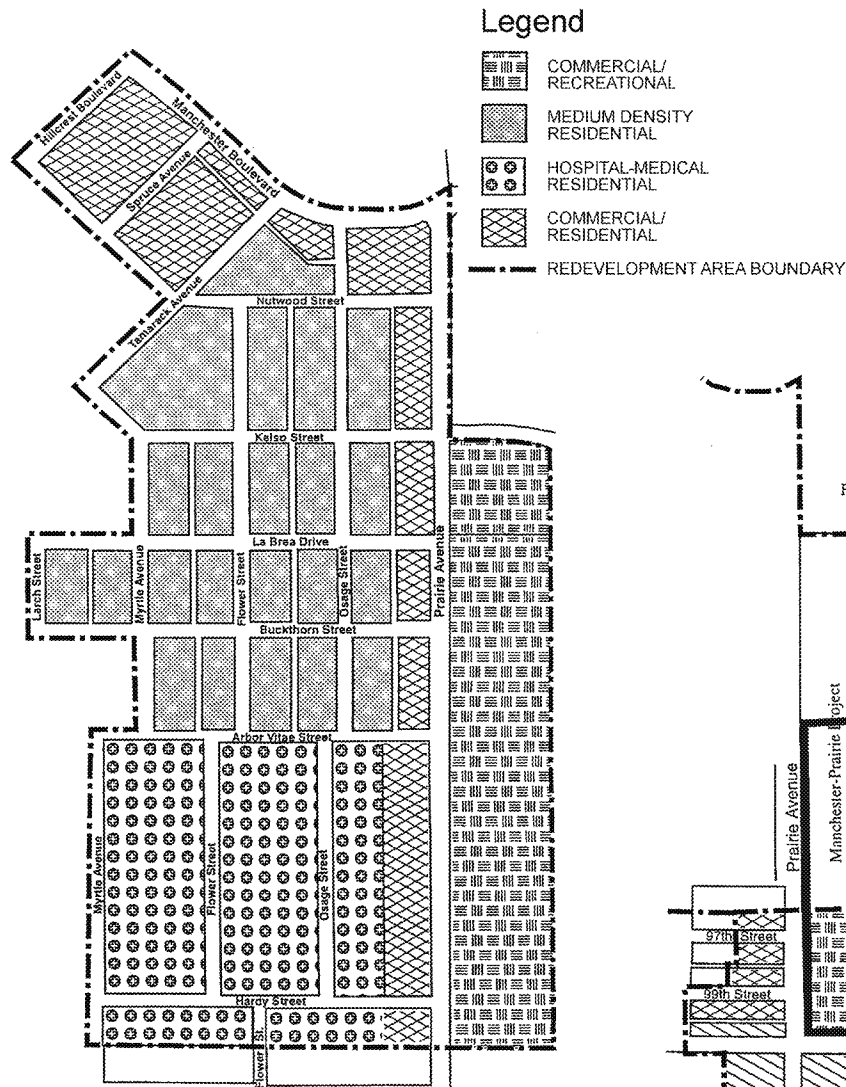 Legend
COMMERCIAL/
RECREATIONAL
MEDIUM DENSITY
RESIDENTIAL
HOSPITAL-MEDICAL
RESIDENTIAL
COMMERCIAL/
RESIDENTIAL
REDEVELOPMENT AREA BOUNDARY
Hillcrest Boulevard
Manchester Boulevard
Spruce Avenue
Tamarack Avenue
Nutwood Street
Kelso Street
La Brea Drive
Larch Street
Myrtle Avenue
Flower Street
Osage Street
Prairie Avenue
Buckthorn Street
Arbor Vitae Street
Myrtle Avenue
Flower Street
Osage Street
Hardy Street
Flower St.
Prairie Avenue
Manchester-Prairie Project
97th Street
99th Street